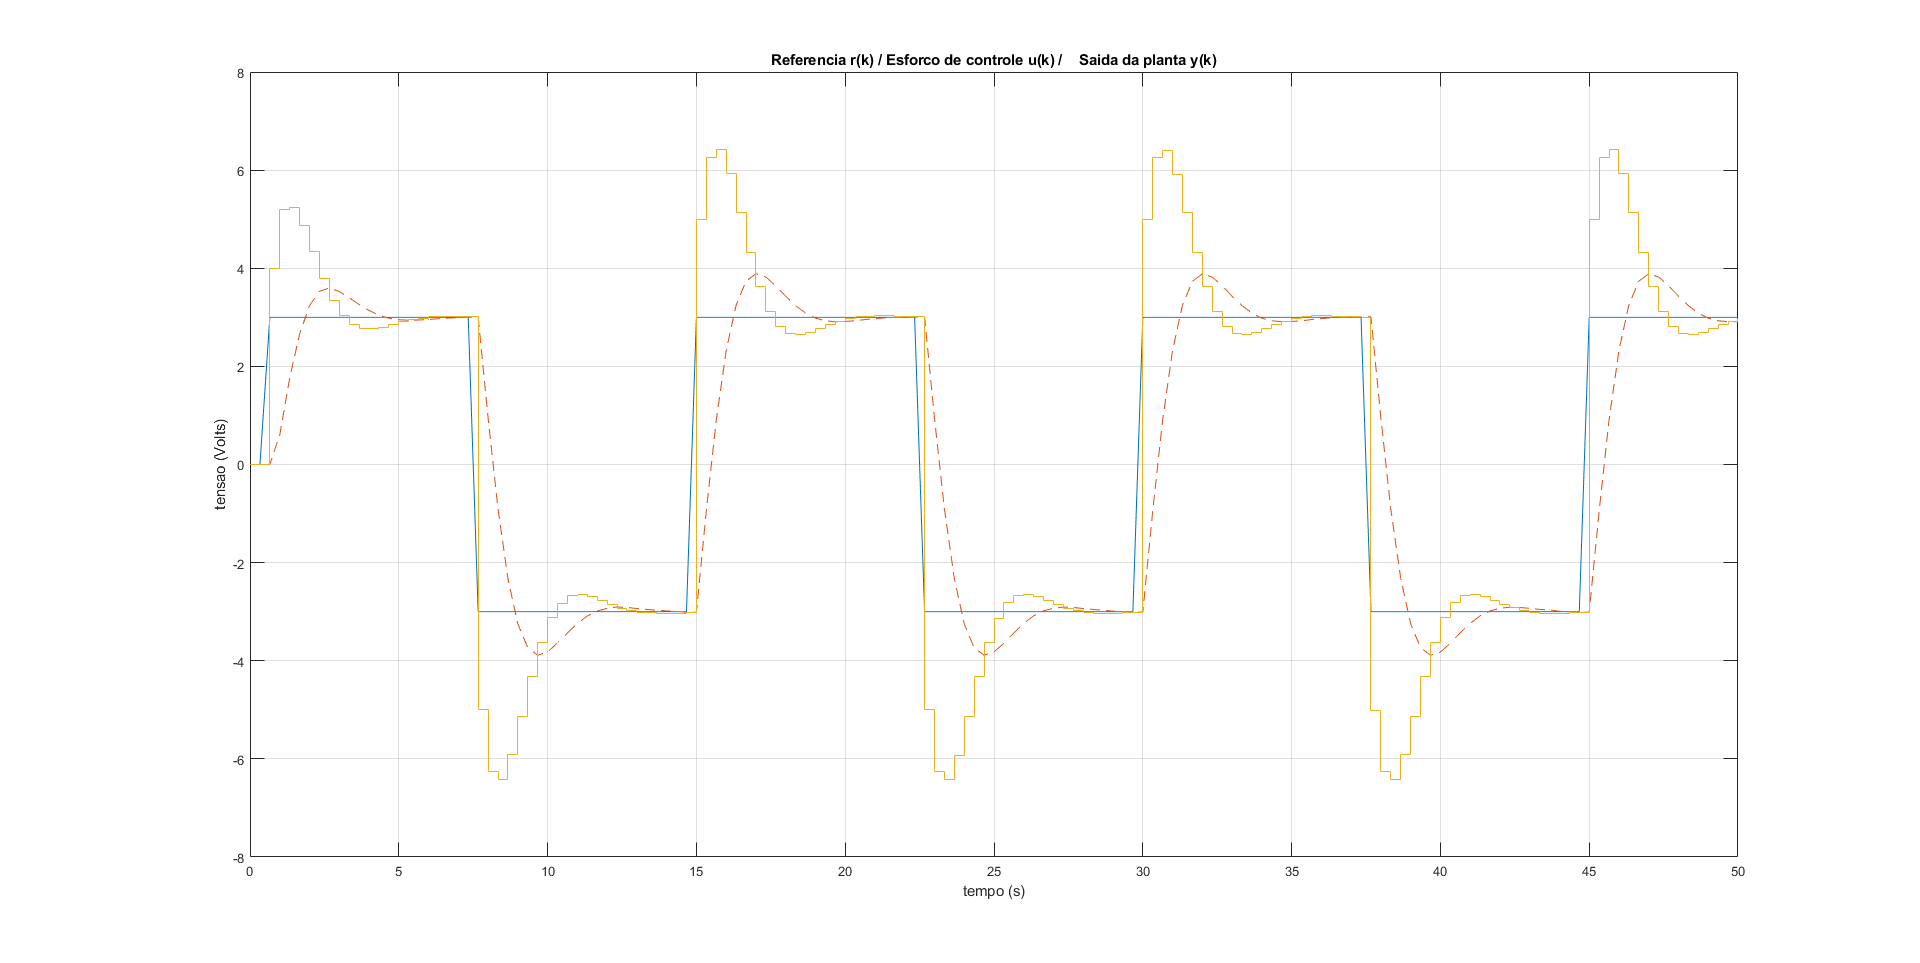 Referencia r(k) / Esforco de controle u(k) /    Saida da planta y(k)
8
6
4
2
0
-2
-4
-6
-8
tensao (Volts)
0 5 10 15 20 25 30 35 40 45 50
tempo (s)